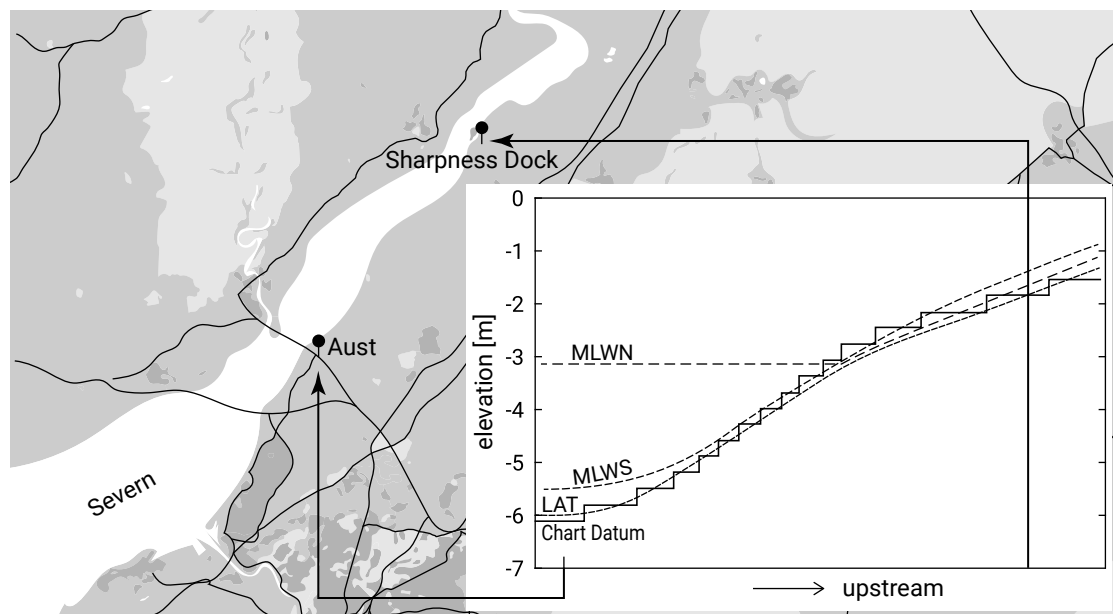 Sharpness Dock
Aust
Severn
elevation [m]
0
-1
-2
-3
-4
-5
-6
-7
MLWN
MLWS
LAT
Chart Datum
upstream